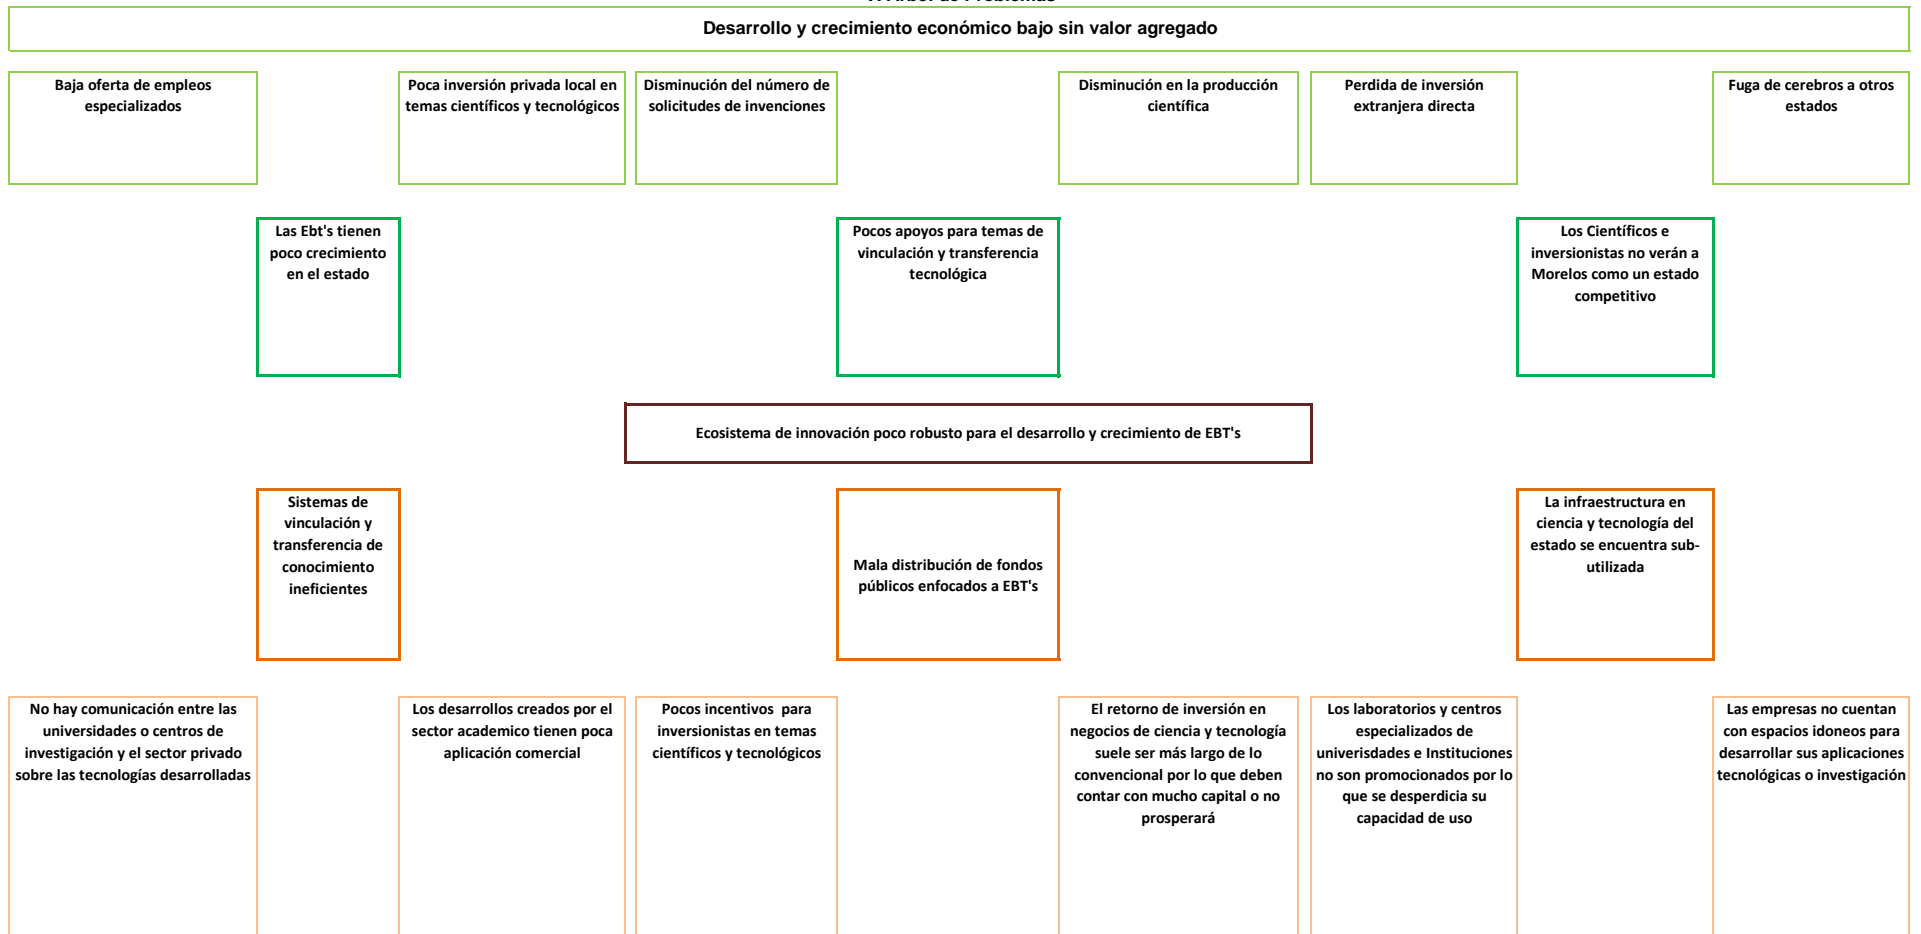 Desarrollo y crecimiento económico bajo sin valor agregado
Baja oferta de empleos
especializados
Poca inversión privada local en
temas científicos y tecnológicos
Disminución del número de
solicitudes de invenciones
Disminución en la producción
científica
Perdida de inversión
extranjera directa
Fuga de cerebros a otros
estados
Las Ebt's tienen
poco crecimiento
en el estado
Pocos apoyos para temas de
vinculación y transferencia
tecnológica
Los Científicos e
inversionistas no verán a
Morelos como un estado
competitivo
Ecosistema de innovación poco robusto para el desarrollo y crecimiento de EBT's
Sistemas de
vinculación y
transferencia de
conocimiento
ineficientes
Mala distribución de fondos
públicos enfocados a EBT's
La infraestructura en
ciencia y tecnología del
estado se encuentra sub-
utilizada
No hay comunicación entre las
universidades o centros de
investigación y el sector privado
sobre las tecnologías desarrolladas
Los desarrollos creados por el
sector academico tienen poca
aplicación comercial
Pocos incentivos  para
inversionistas en temas
científicos y tecnológicos
El retorno de inversión en
negocios de ciencia y tecnología
suele ser más largo de lo
convencional por lo que deben
contar con mucho capital o no
prosperará
Los laboratorios y centros
especializados de
univerisdades e Instituciones
no son promocionados por lo
que se desperdicia su
capacidad de uso
Las empresas no cuentan
con espacios idoneos para
desarrollar sus aplicaciones
tecnológicas o investigación